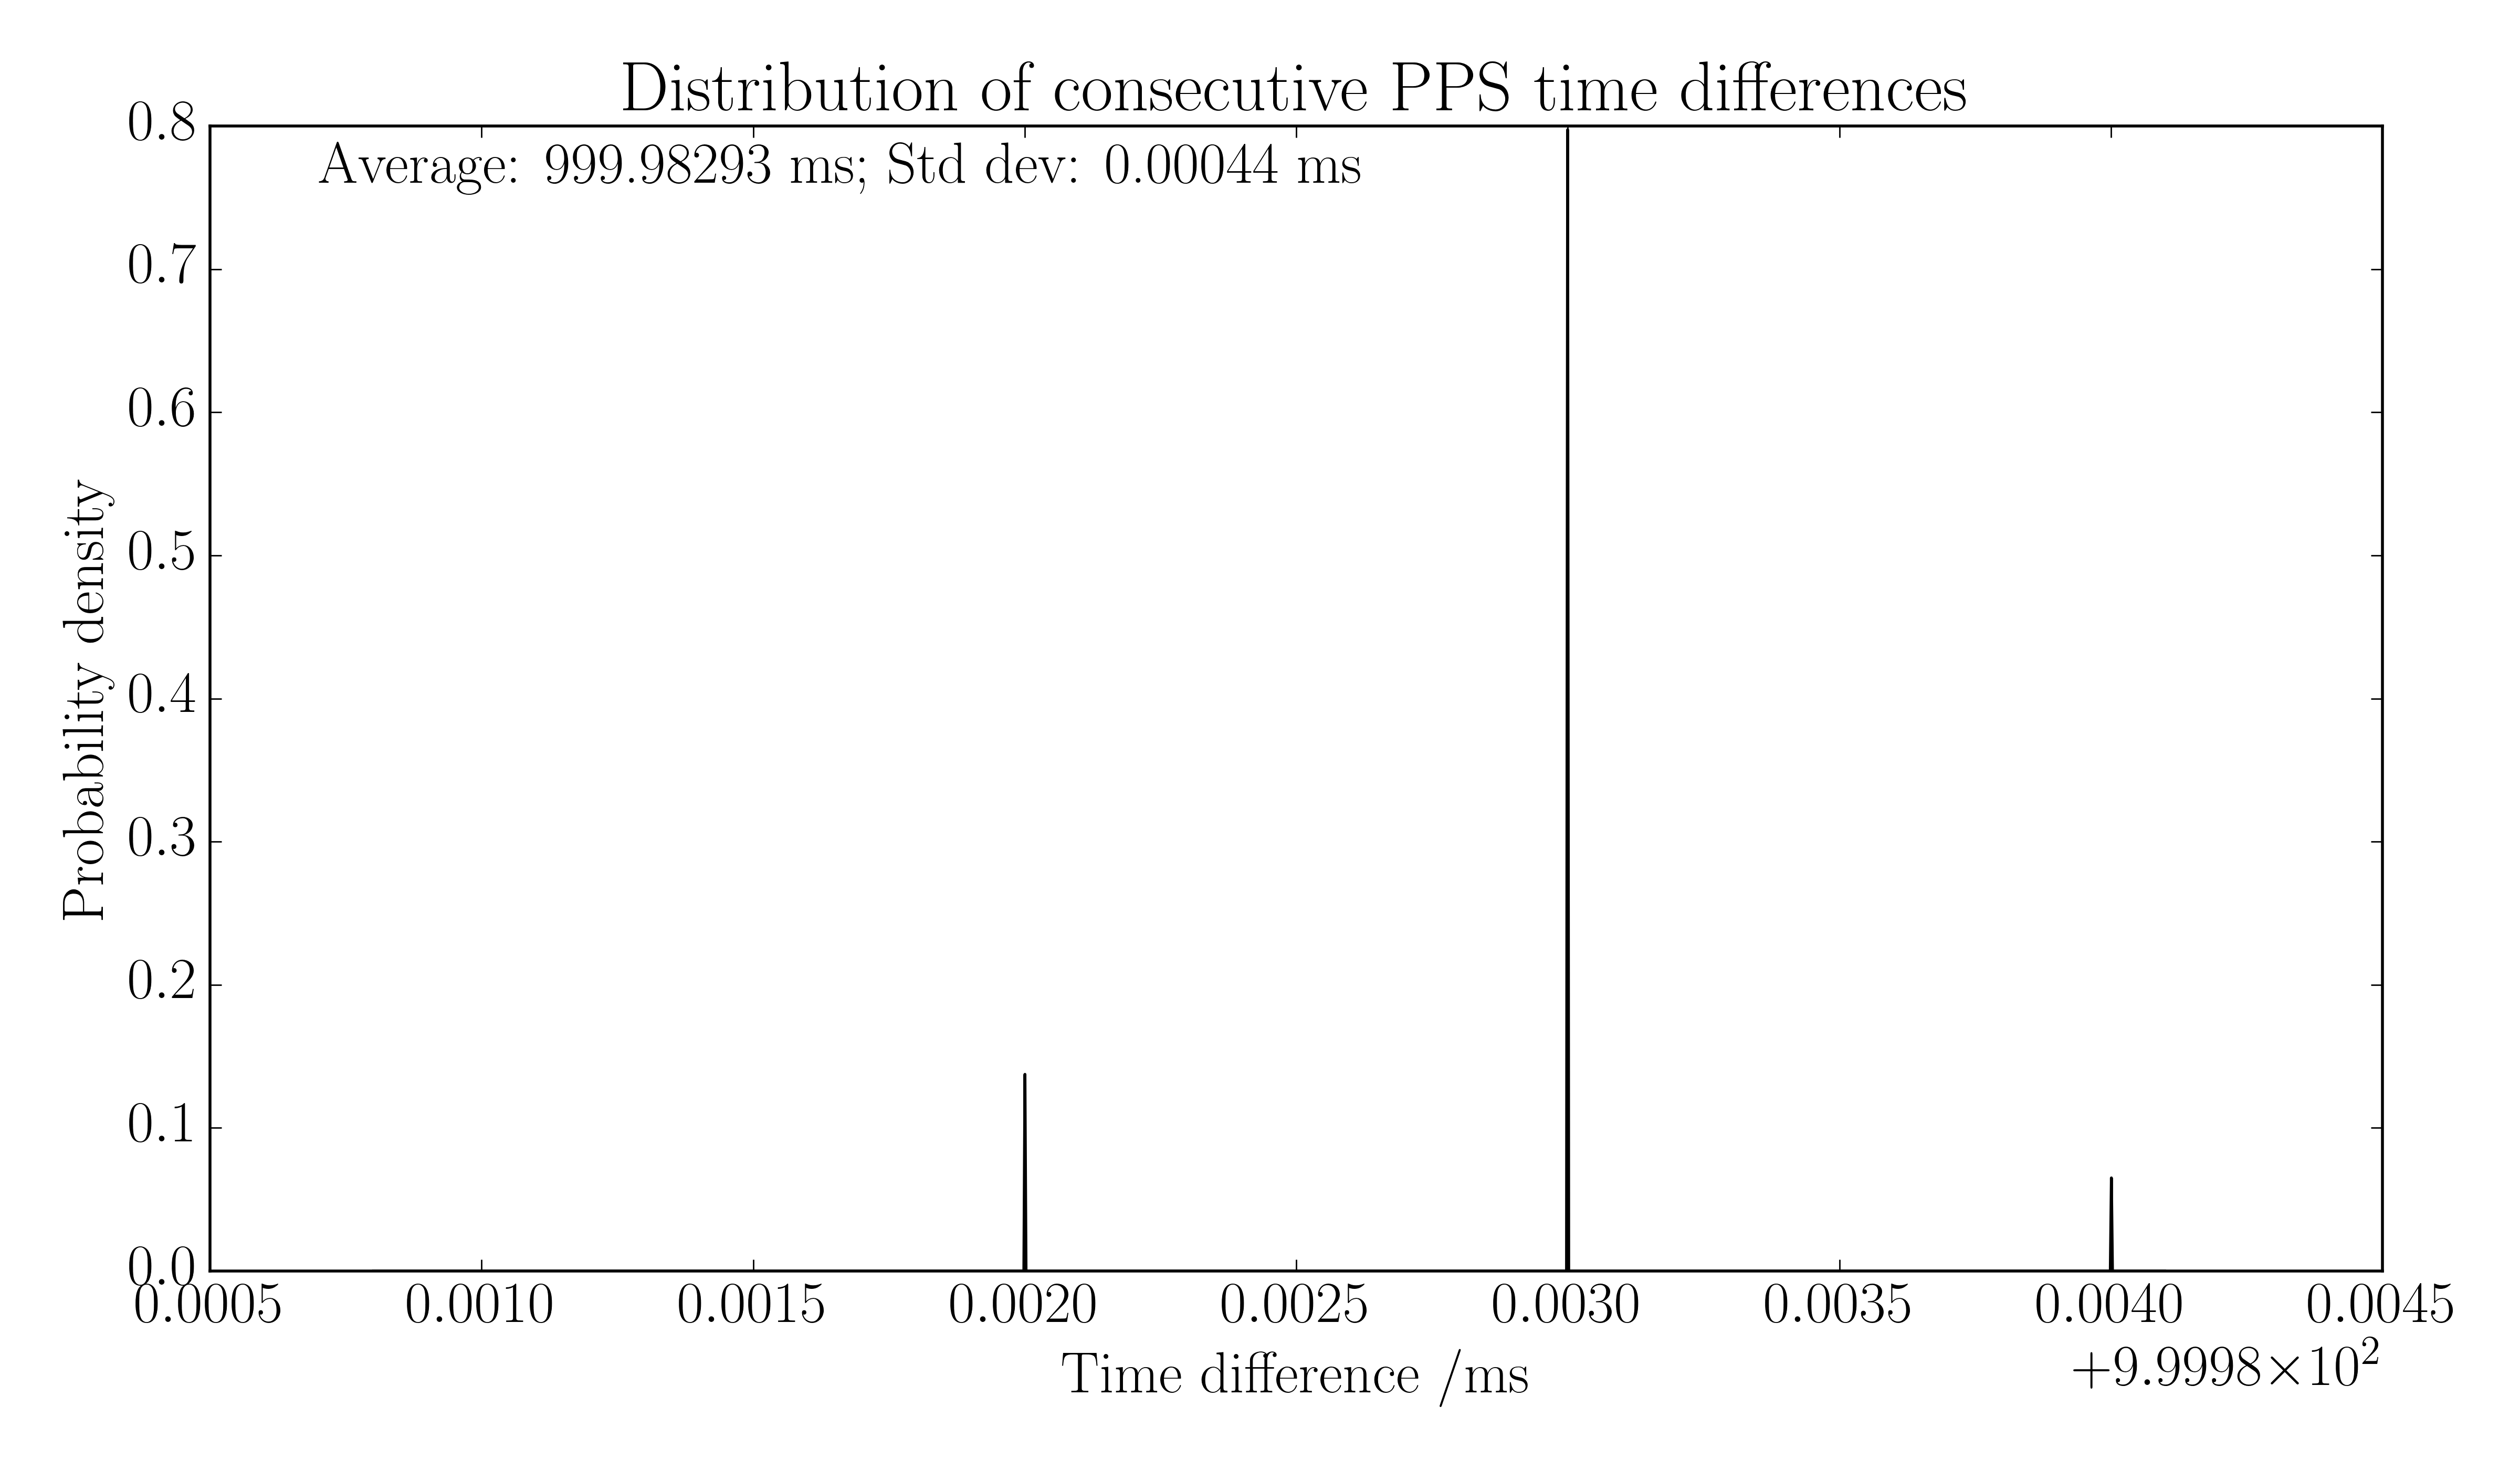 Distribution of consecutive PPS time differences
Average: 999.98293 ms; Std dev: 0.00044 ms
0.8
0.7
0.6
0.5
0.4
0.3
0.2
0.1
0.0
Probability density
0.0005 0.0010 0.0015 0.0020 0.0025 0.0030 0.0035 0.0040 0.0045
+9.9998×10²
Time difference /ms